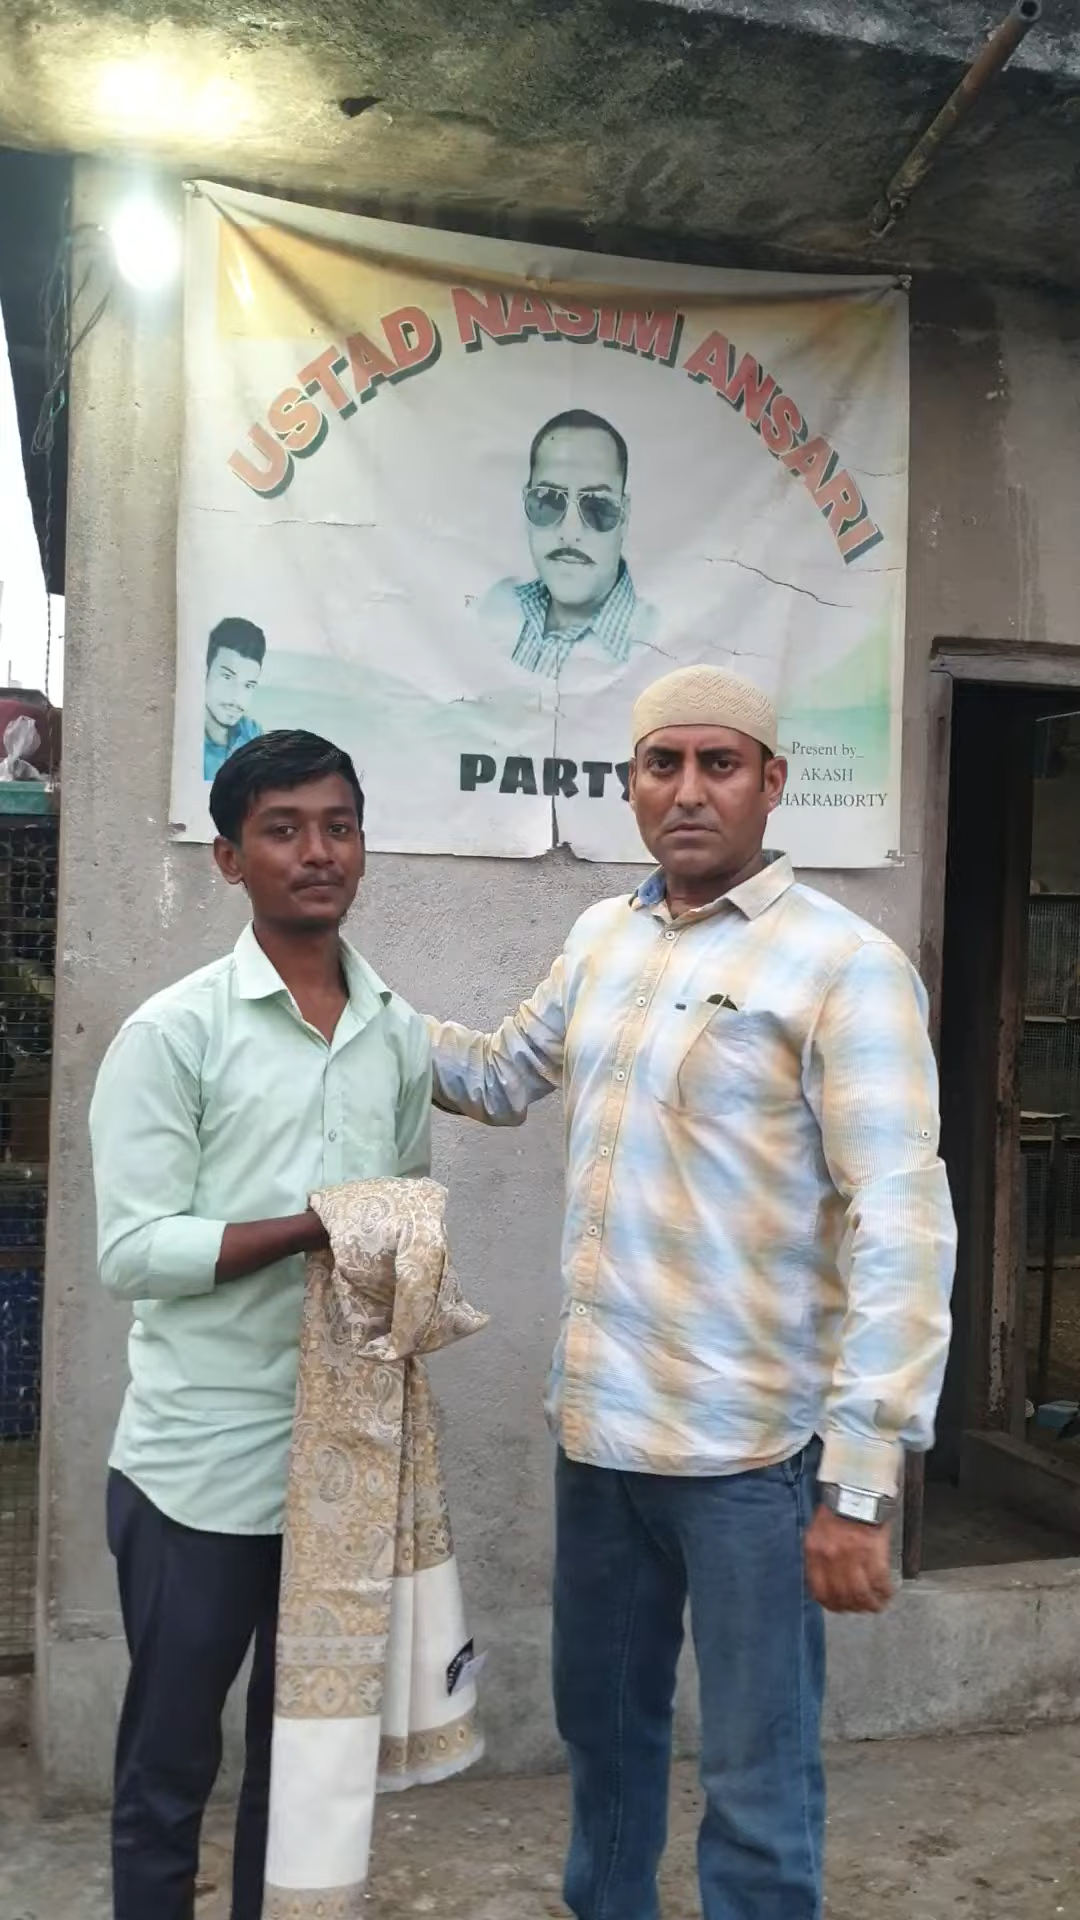 USTAD NASIM ANSARI
PARTY
Present by_
AKASH
HAKRABORTY